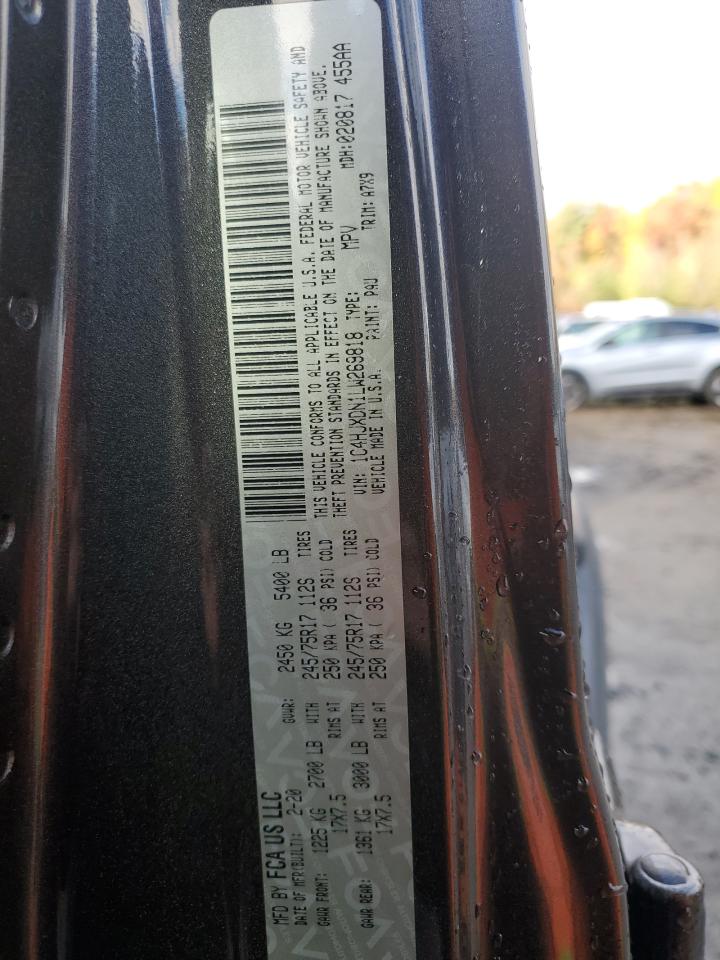 MFD BY FCA US LLC
DATE OF MFR(BUILT): 2-20 GVWR: 2450 KG 5400 LB
GAWR FRONT: 1225 KG 2700 LB WITH 245/75R17 112S TIRES
17X7.5 RIMS AT 250 KPA ( 36 PSI) COLD
GAWR REAR: 1361 KG 3000 LB WITH 245/75R17 112S TIRES
17X7.5 RIMS AT 250 KPA ( 36 PSI) COLD
THIS VEHICLE CONFORMS TO ALL APPLICABLE U.S.A. FEDERAL MOTOR VEHICLE SAFETY AND
THEFT PREVENTION STANDARDS IN EFFECT ON THE DATE OF MANUFACTURE SHOWN ABOVE.
VIN: 1C4HJXDN1LW269818 TYPE: MPV MDH:020817 455AA
VEHICLE MADE IN U.S.A. PAINT: PAU TRIM: A7X9